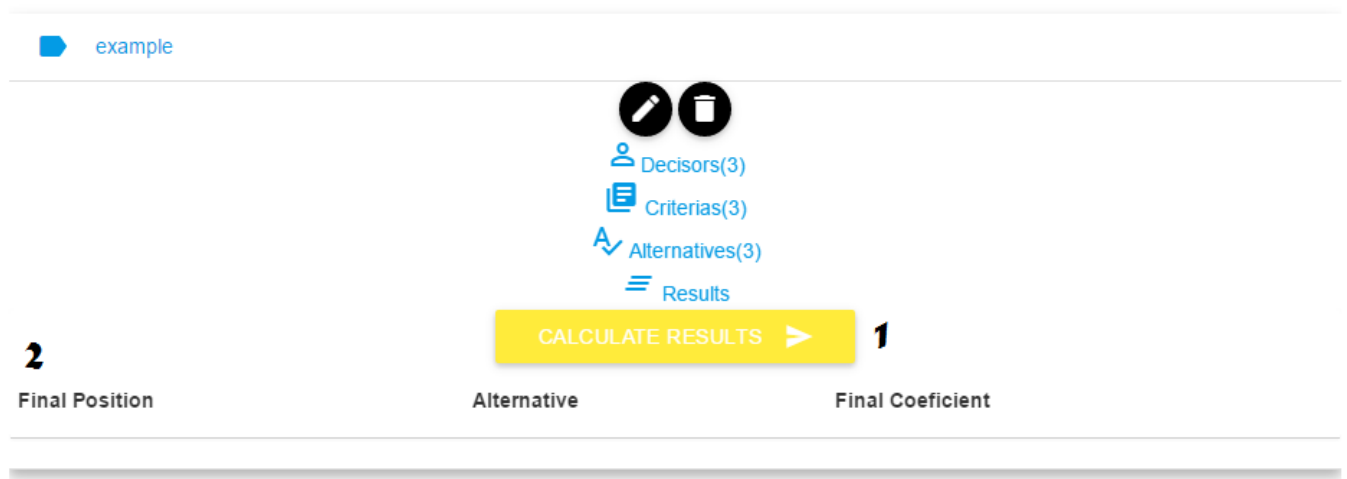 example
Decisors(3)
Criterias(3)
Alternatives(3)
Results
CALCULATE RESULTS 1
2
Final Position Alternative Final Coeficient